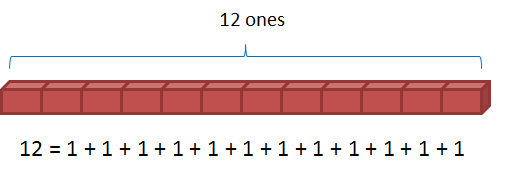 12 ones
12 = 1 + 1 + 1 + 1 + 1 + 1 + 1 + 1 + 1 + 1 + 1 + 1